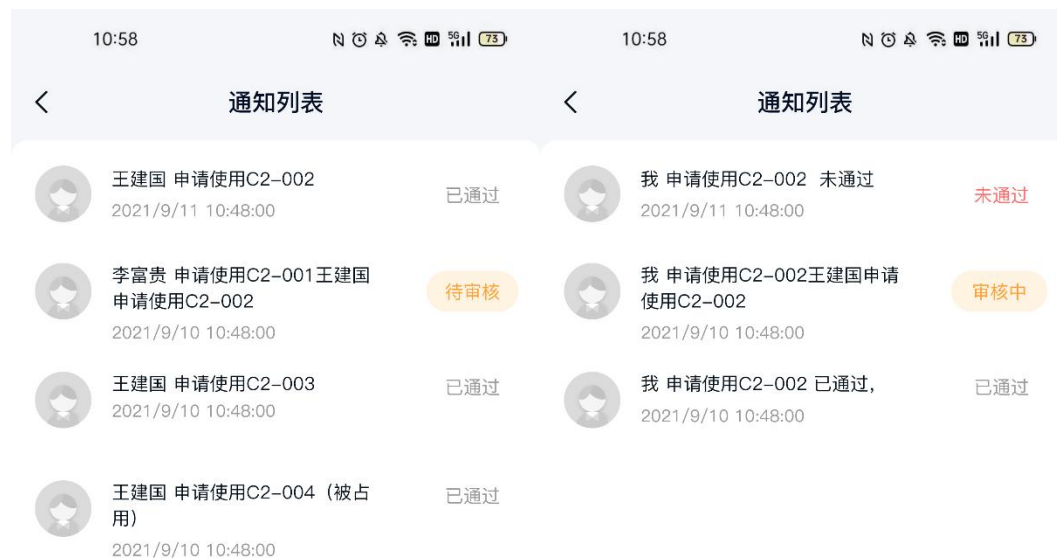 10:58
HD 5G 73
通知列表
王建国 申请使用C2-002
已通过
2021/9/11 10:48:00
李富贵 申请使用C2-001王建国
申请使用C2-002
待审核
2021/9/10 10:48:00
王建国 申请使用C2-003
已通过
2021/9/10 10:48:00
王建国 申请使用C2-004（被占
用）
已通过
2021/9/10 10:48:00
10:58
HD 5G 73
通知列表
我 申请使用C2-002 未通过
未通过
2021/9/11 10:48:00
我 申请使用C2-002王建国申请
使用C2-002
审核中
2021/9/10 10:48:00
我 申请使用C2-002 已通过,
已通过
2021/9/10 10:48:00